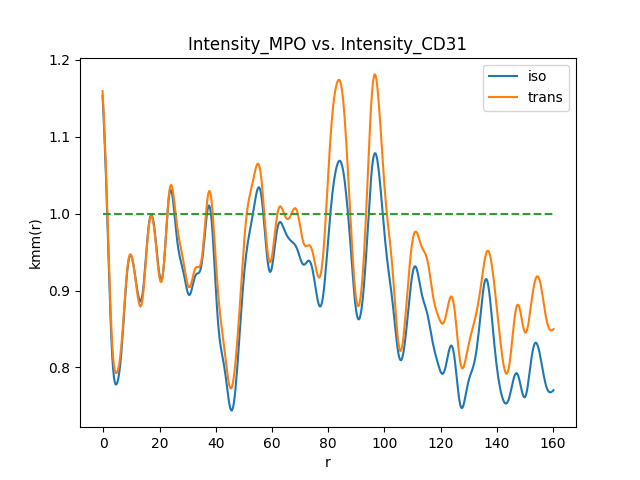 Intensity_MPO vs. Intensity_CD31
iso
trans
kmm(r)
1.2
1.1
1.0
0.9
0.8
0 20 40 60 80 100 120 140 160
r